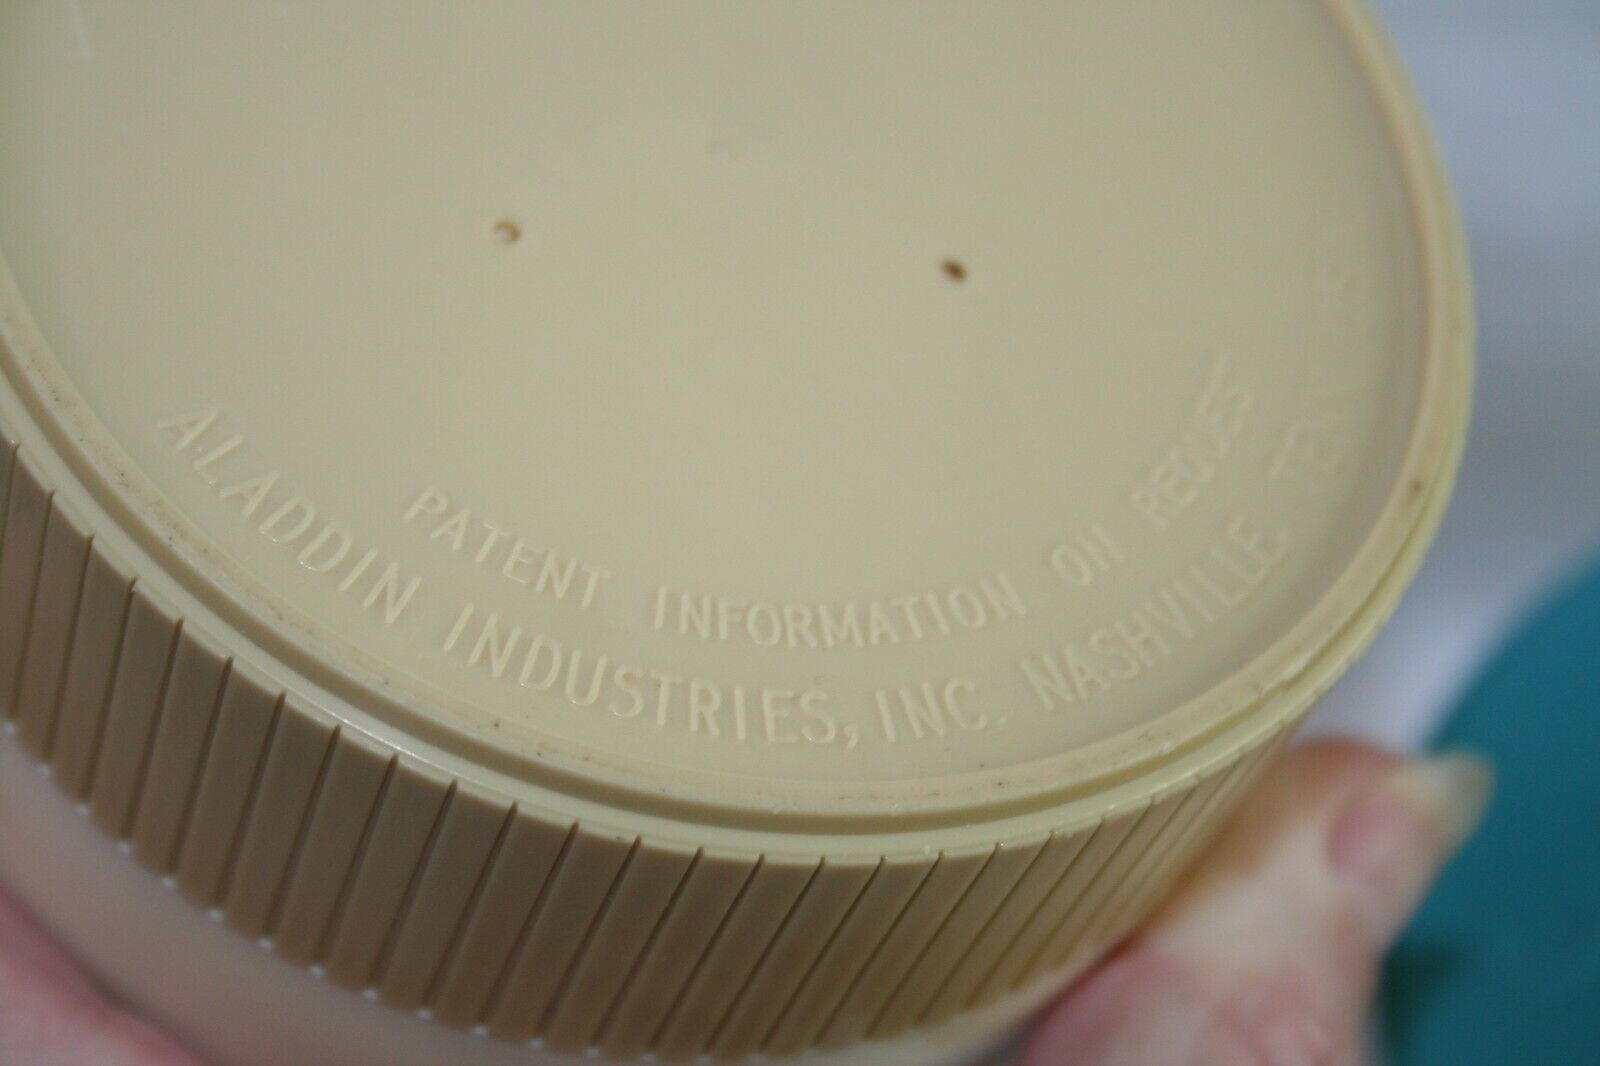 PATENT INFORMATION ON REQUEST
ALADDIN INDUSTRIES, INC. NASHVILLE,